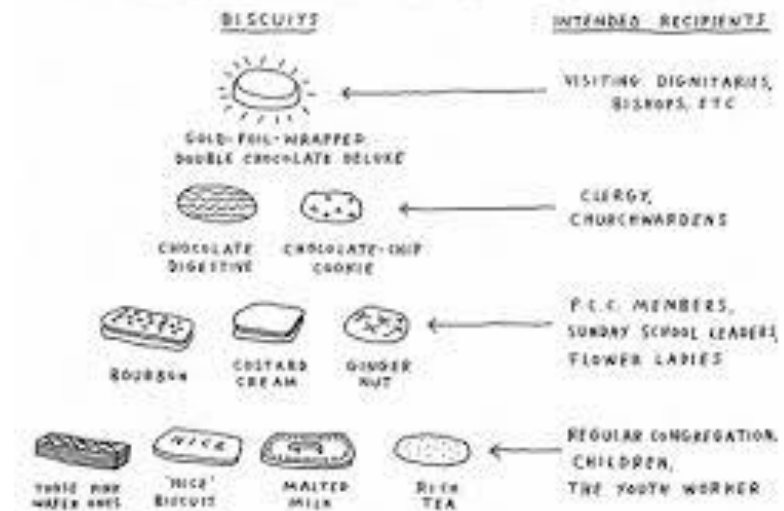 BISCUITS
INTENDED RECIPIENTS
VISITING DIGNITARIES,
BISHOPS, ETC
GOLD-FOIL-WRAPPED
DOUBLE CHOCOLATE DELUXE
CLERGY,
CHURCHWARDENS
CHOCOLATE
DIGESTIVE
CHOCOLATE-CHIP
COOKIE
P.C.C. MEMBERS,
SUNDAY SCHOOL LEADERS,
FLOWER LADIES
BOURBON
CUSTARD
CREAM
GINGER
NUT
REGULAR CONGREGATION,
CHILDREN,
THE YOUTH WORKER
NICE
THOSE PINK
WAFER ONES
'NICE'
BISCUIT
MALTED
MILK
RICH
TEA